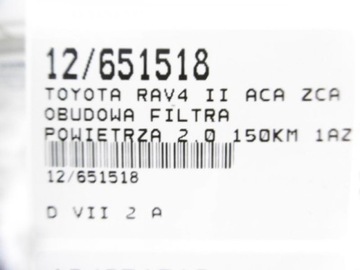 12/651518
TOYOTA RAV4 II ACA ZCA
OBUDOWA FILTRA
POWIETRZA 2.0 150KM 1AZ
12/651518
D VII 2 A